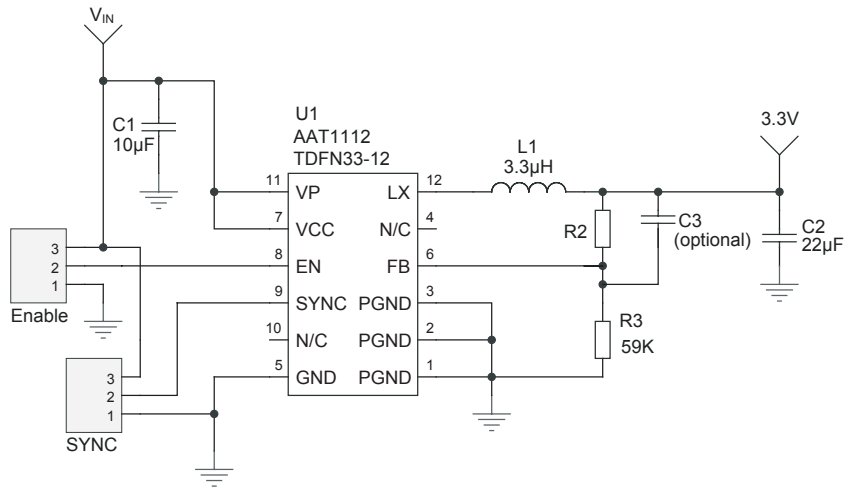 VIN
C1
10µF
U1
AAT1112
TDFN33-12
L1
3.3µH
3.3V
11 VP LX 12
7 VCC N/C 4
8 EN FB 6
9 SYNC PGND 3
10 N/C PGND 2
5 GND PGND 1
R2
C3
(optional)
C2
22µF
R3
59K
3
2
1
Enable
3
2
1
SYNC